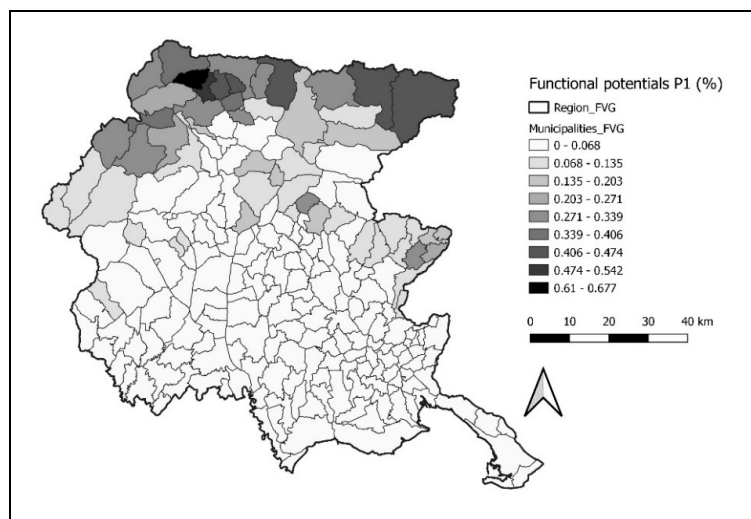 Functional potentials P1 (%)
Region_FVG
Municipalities_FVG
0 - 0.068
0.068 - 0.135
0.135 - 0.203
0.203 - 0.271
0.271 - 0.339
0.339 - 0.406
0.406 - 0.474
0.474 - 0.542
0.61 - 0.677
0 10 20 30 40 km